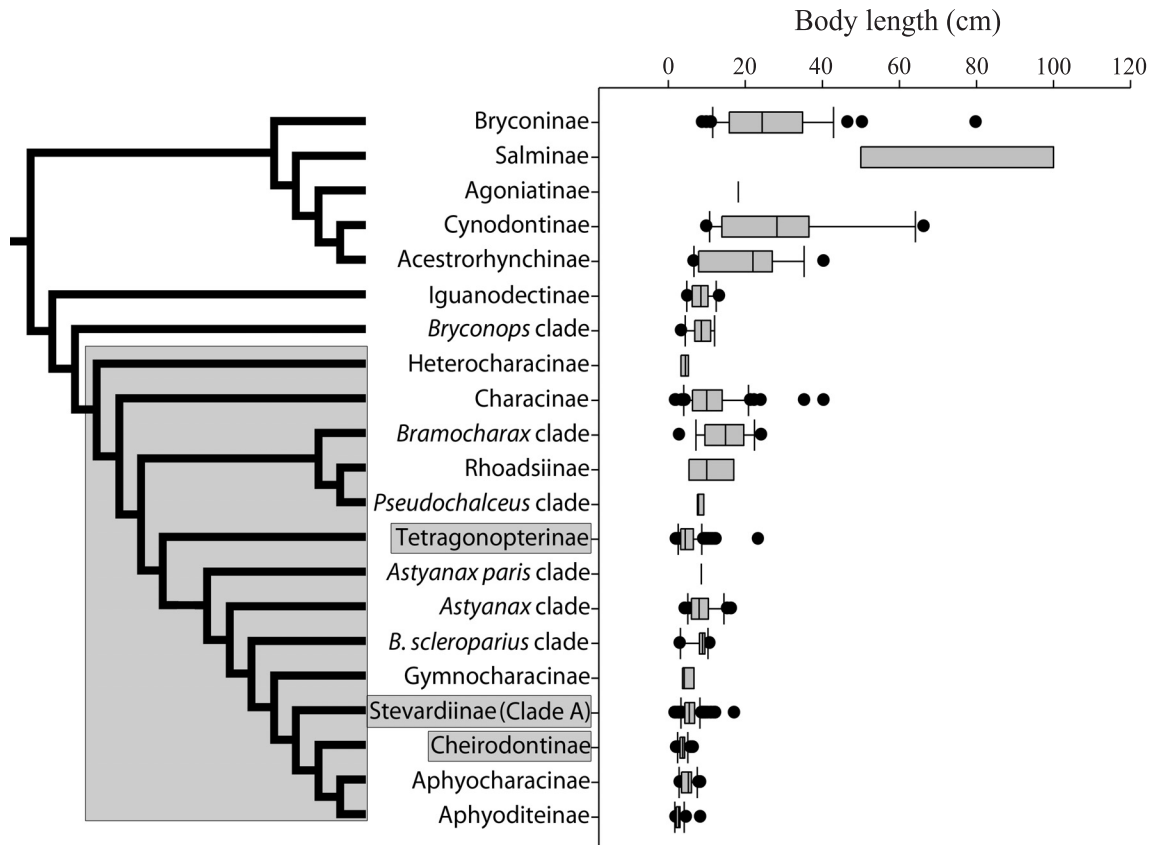 Body length (cm)
0 20 40 60 80 100 120
Bryconinae
Salminae
Agoniatinae
Cynodontinae
Acestrorhynchinae
Iguanodectinae
Bryconops clade
Heterocharacinae
Characinae
Bramocharax clade
Rhoadsiinae
Pseudochalceus clade
Tetragonopterinae
Astyanax paris clade
Astyanax clade
B. scleroparius clade
Gymnocharacinae
Stevardiinae (Clade A)
Cheirodontinae
Aphyocharacinae
Aphyoditeinae